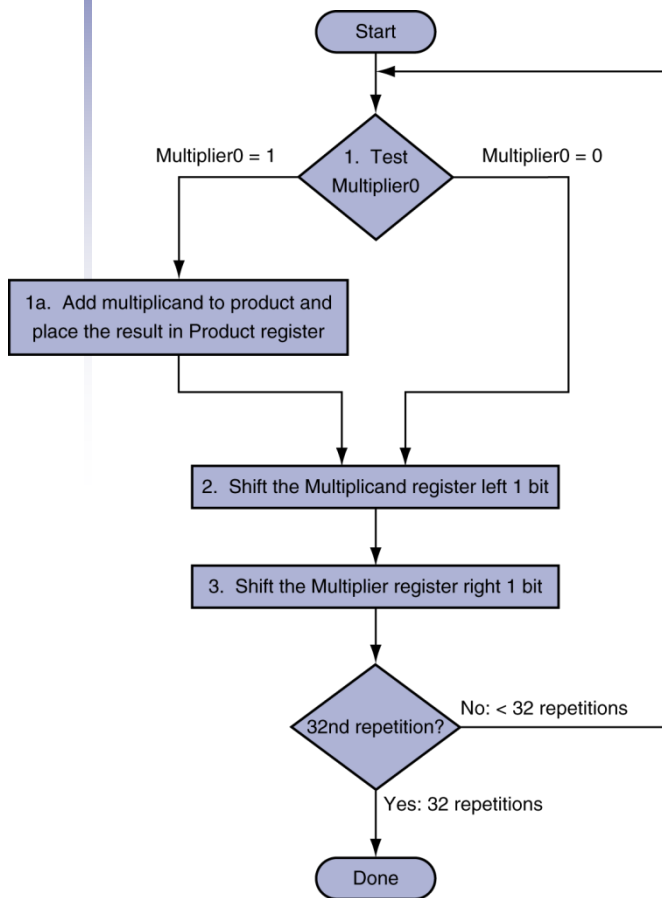 Start
Multiplier0 = 1
1. Test
Multiplier0
Multiplier0 = 0
1a. Add multiplicand to product and
place the result in Product register
2. Shift the Multiplicand register left 1 bit
3. Shift the Multiplier register right 1 bit
32nd repetition?
No: < 32 repetitions
Yes: 32 repetitions
Done